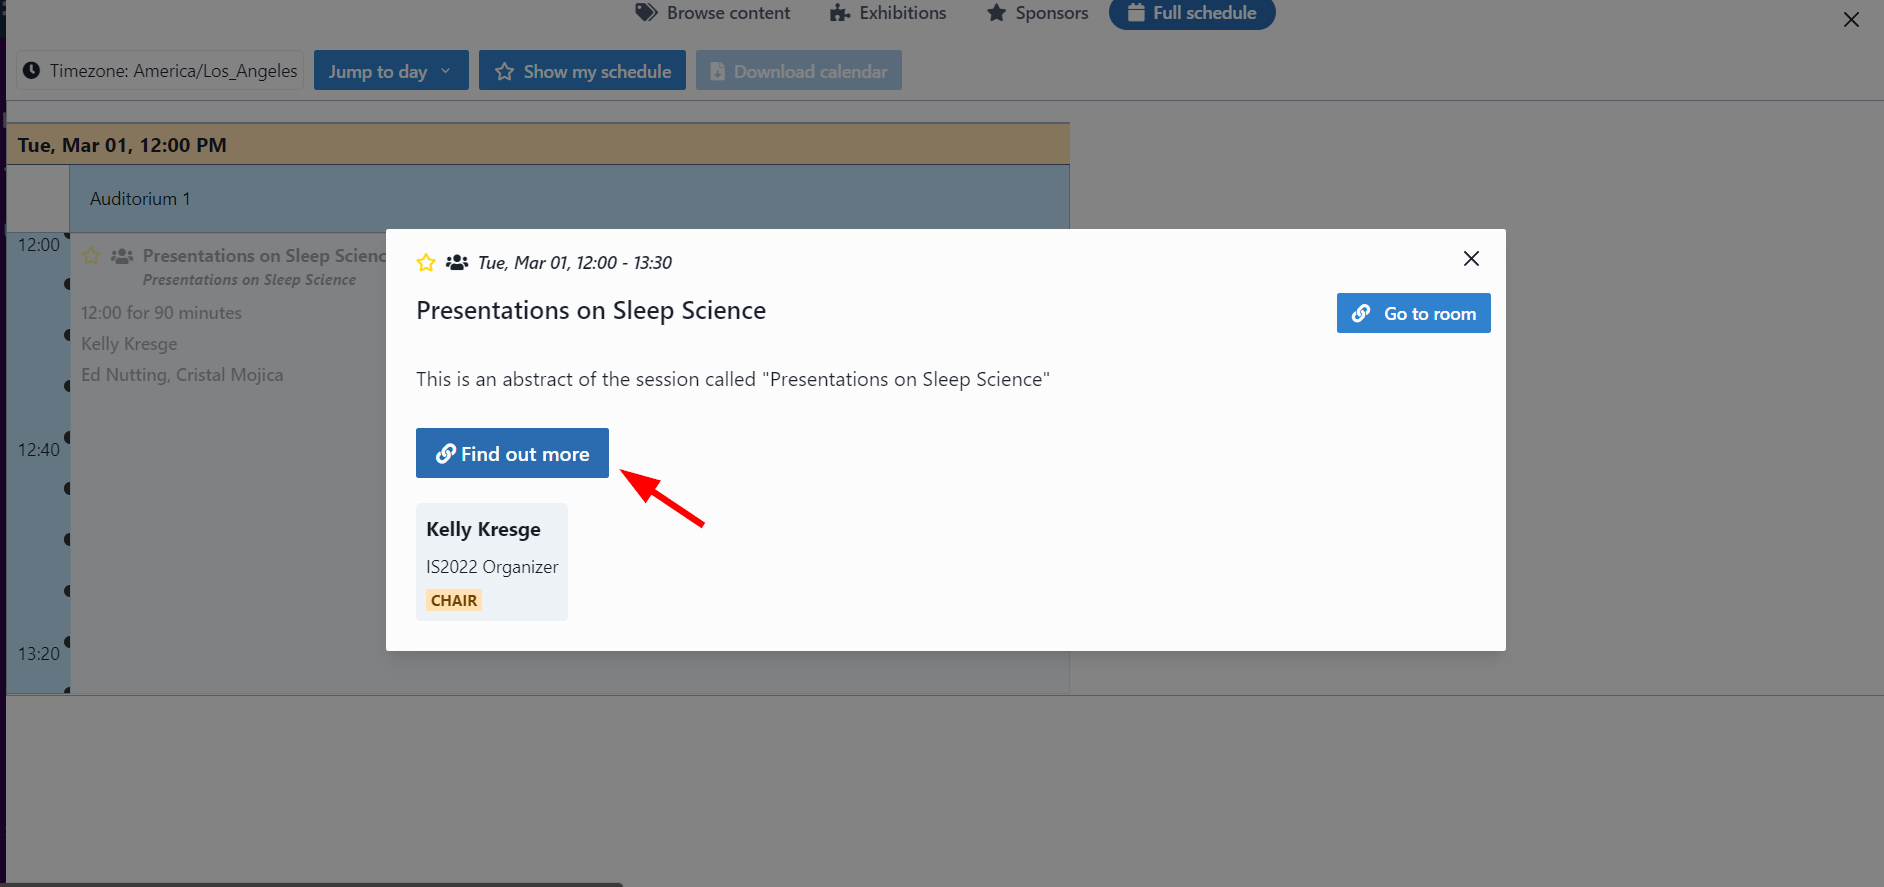 Browse content
Exhibitions
Sponsors
Full schedule
Timezone: America/Los_Angeles
Jump to day
Show my schedule
Download calendar
Tue, Mar 01, 12:00 PM
Auditorium 1
12:00
Presentations on Sleep Scienc
Presentations on Sleep Science
12:00 for 90 minutes
Kelly Kresge
Ed Nutting, Cristal Mojica
12:40
13:20
Tue, Mar 01, 12:00 - 13:30
Presentations on Sleep Science
Go to room
This is an abstract of the session called "Presentations on Sleep Science"
Find out more
Kelly Kresge
IS2022 Organizer
CHAIR